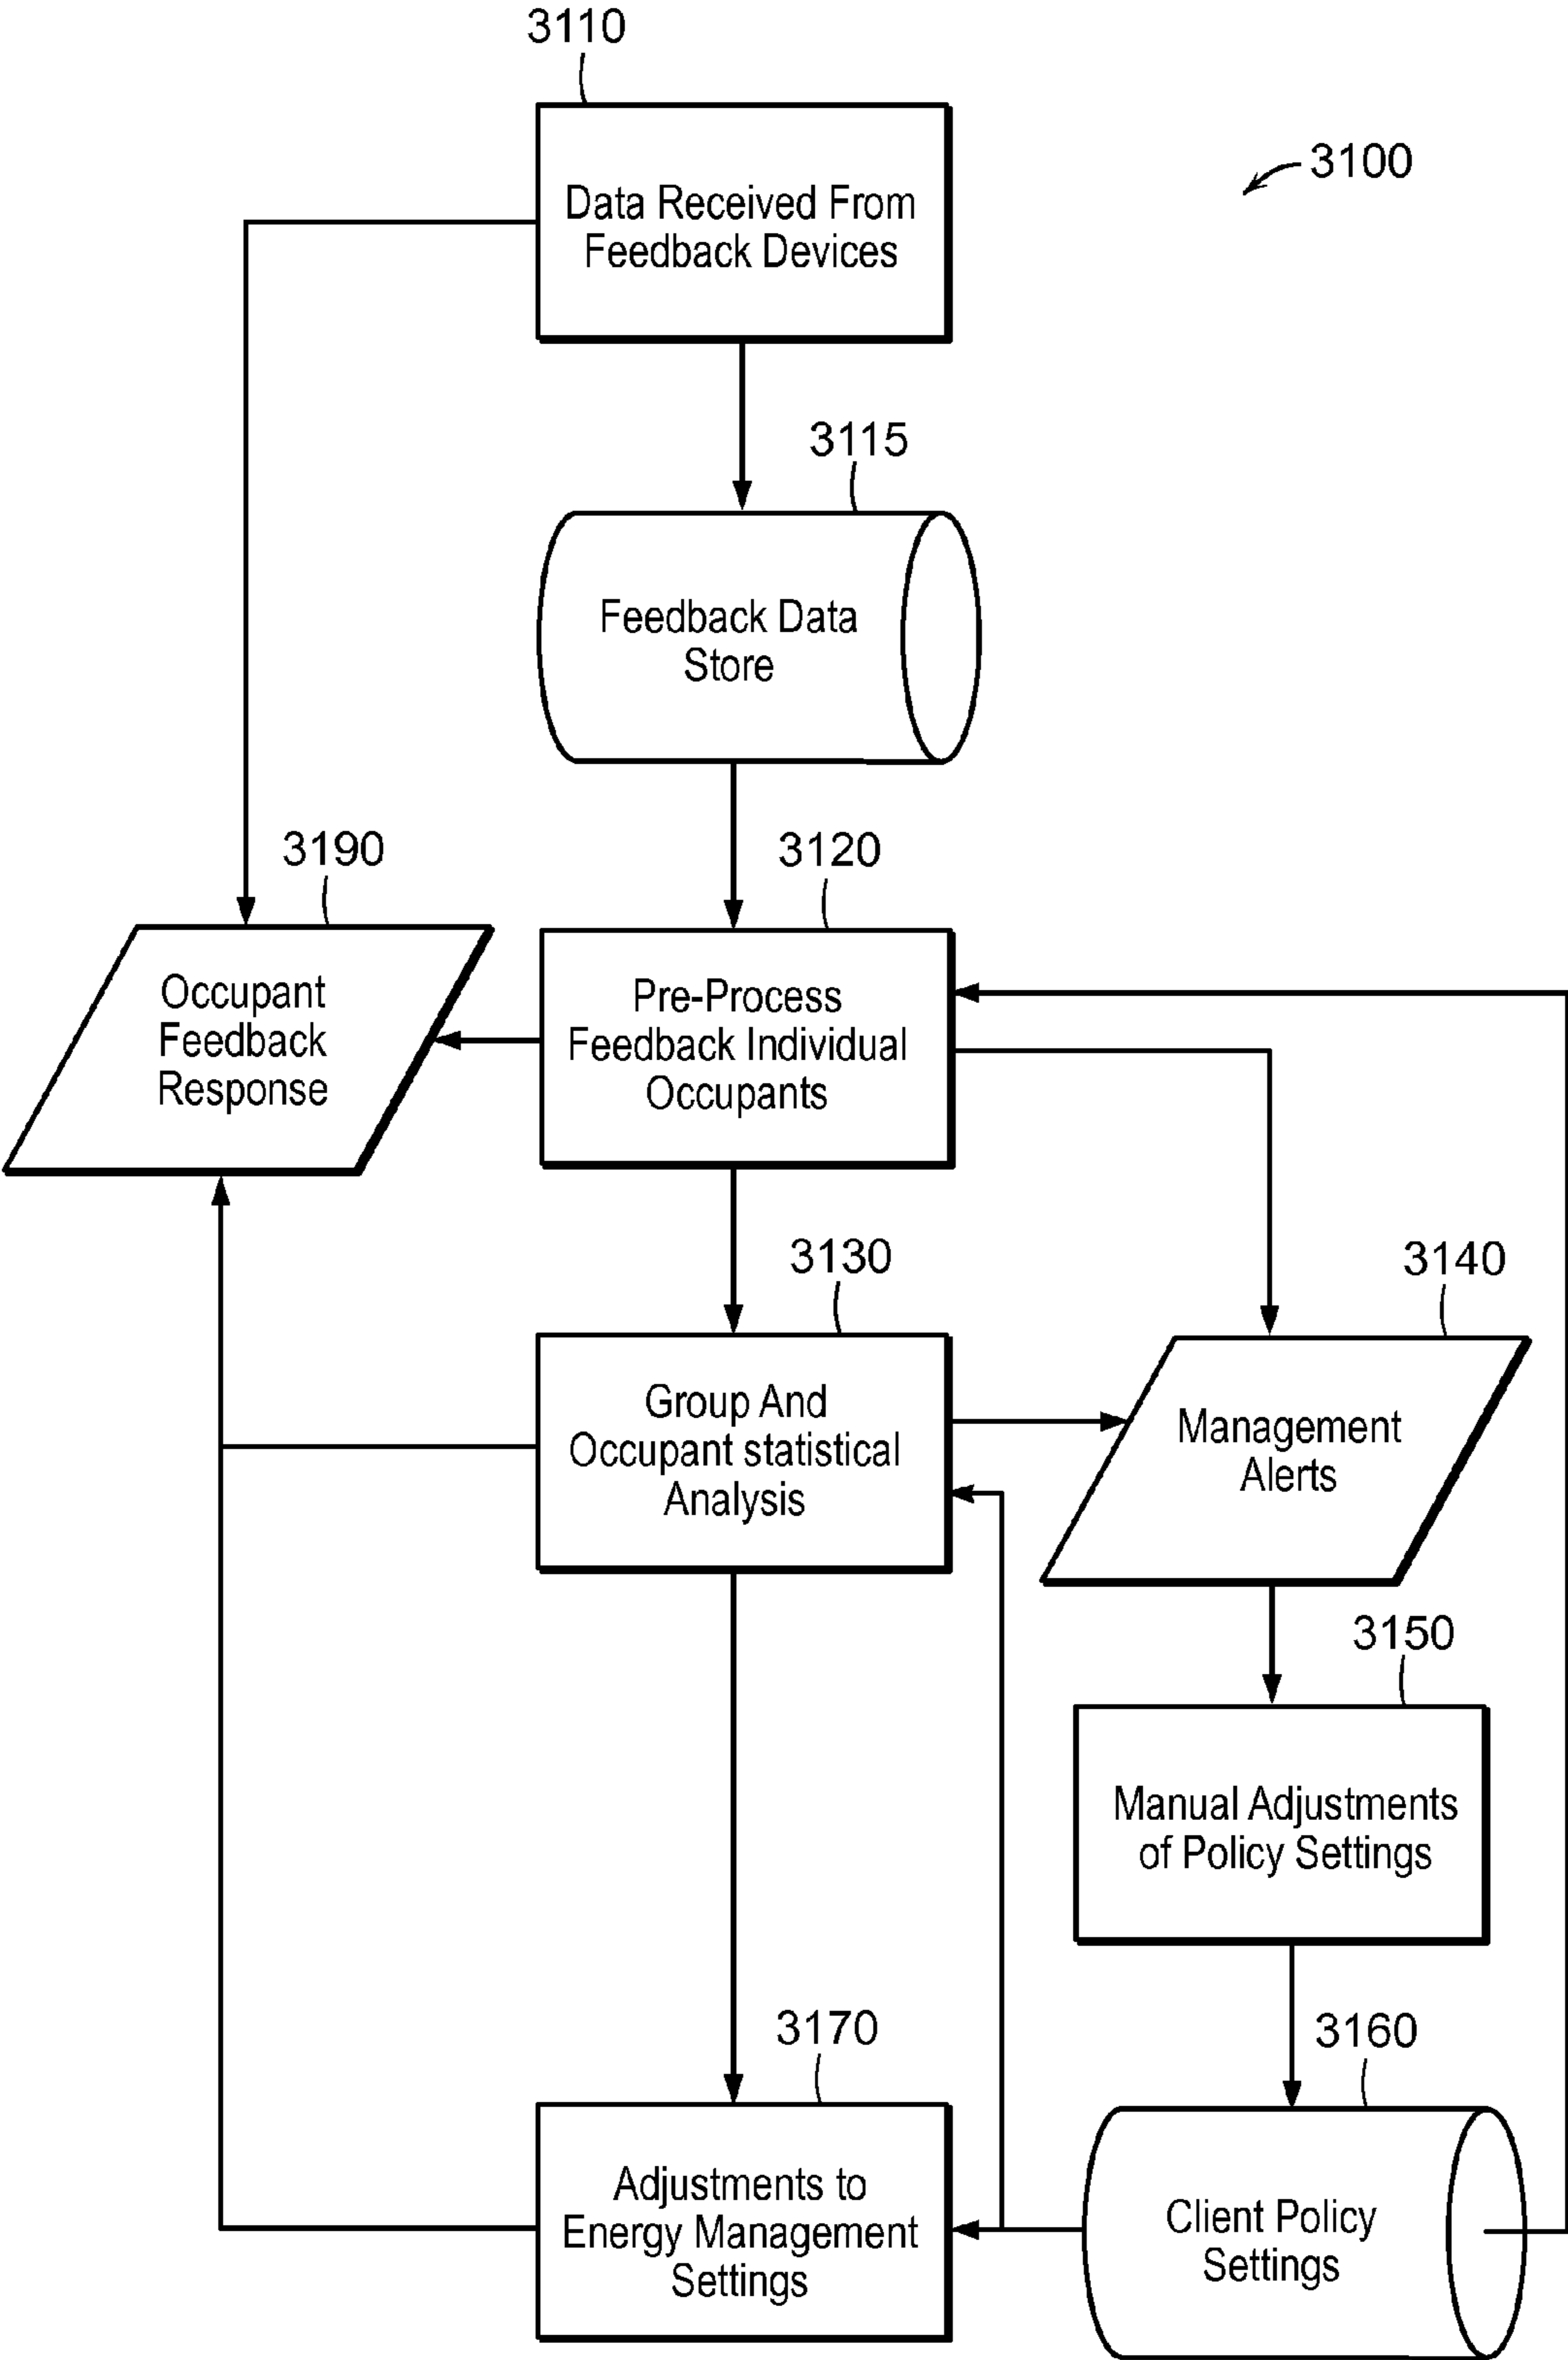 3110
3100
Data Received From
Feedback Devices
3115
Feedback Data
Store
3190
3120
Occupant
Feedback
Response
Pre-Process
Feedback Individual
Occupants
3130
3140
Group And
Occupant statistical
Analysis
Management
Alerts
3150
Manual Adjustments
of Policy Settings
3170
3160
Adjustments to
Energy Management
Settings
Client Policy
Settings